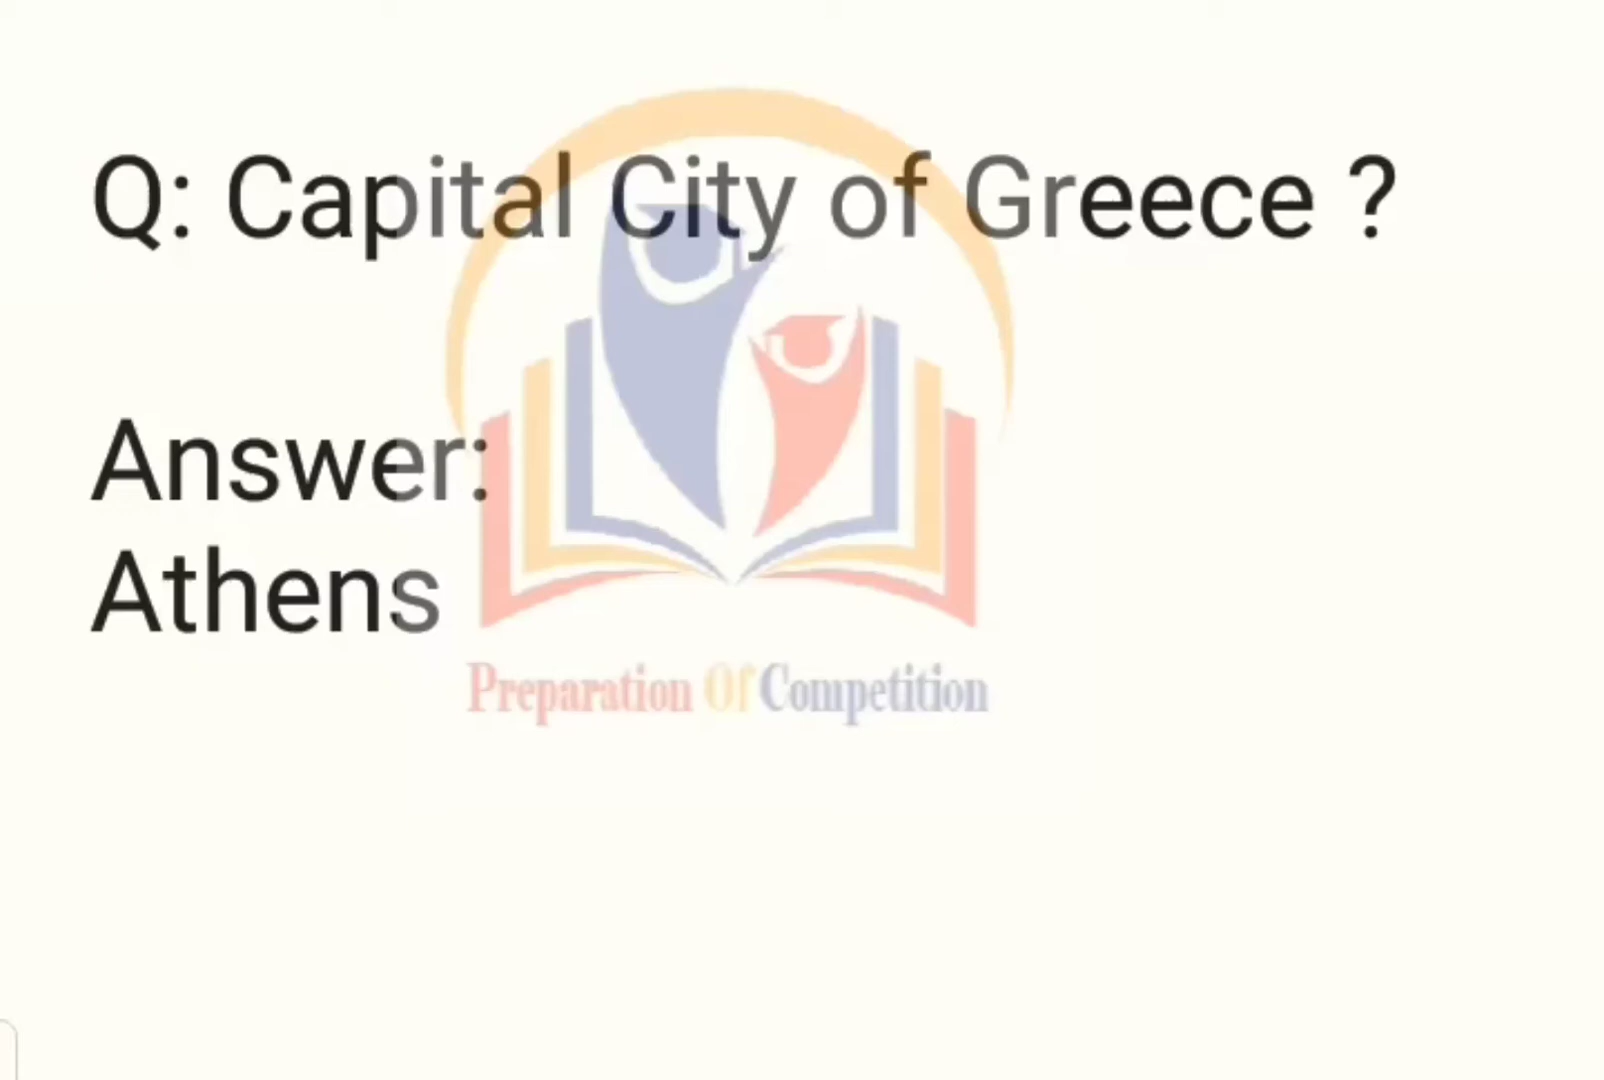 Q: Capital City of Greece ?
Answer:
Athens
Preparation Of Competition